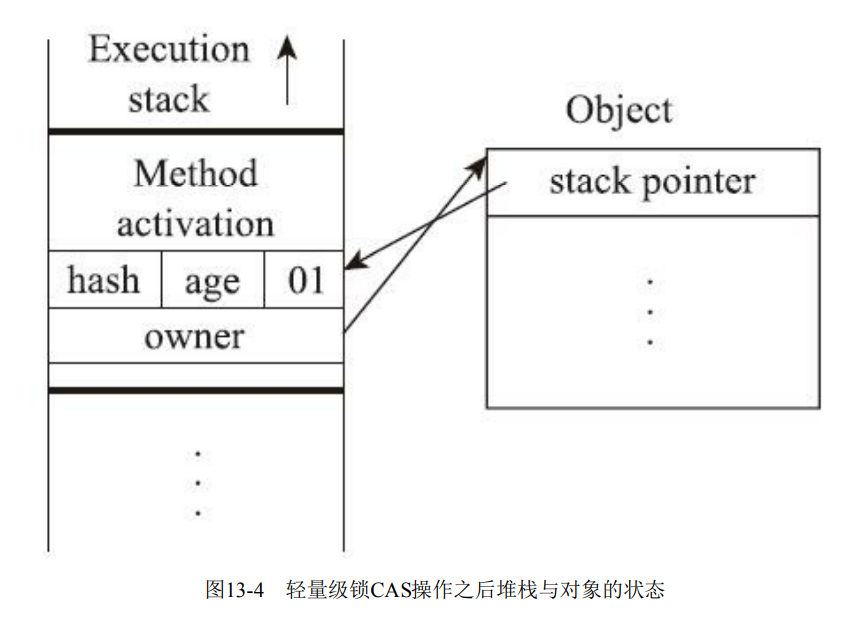 Execution
stack
Object
Method
activation
stack pointer
hash age 01
owner
图13-4 轻量级锁CAS操作之后堆栈与对象的状态